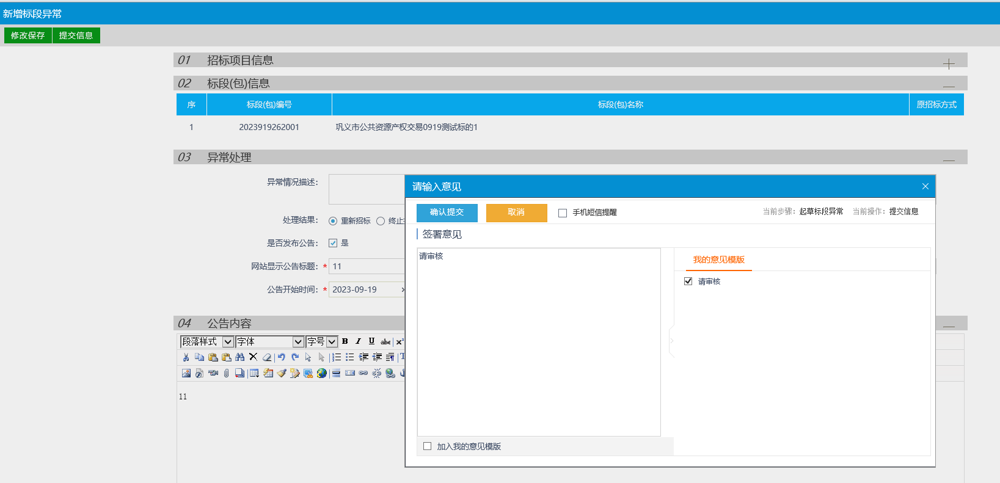 新增标段异常
修改保存 提交信息
01 招标项目信息
02 标段(包)信息
序 标段(包)编号 标段(包)名称 原招标方式
1 2023919262001 巩义市公共资源产权交易0919测试标的1
03 异常处理
异常情况描述：
处理结果： 重新招标 终止
是否发布公告： 是
网站显示公告标题： * 11
公告开始时间： * 2023-09-19 ×
04 公告内容
段落样式 字体 字号 B I U abc x²
11
请输入意见 ×
确认提交 取消 手机短信提醒 当前步骤：起草标段异常 当前操作：提交信息
签署意见
请审核
我的意见模版
请审核
加入我的意见模版